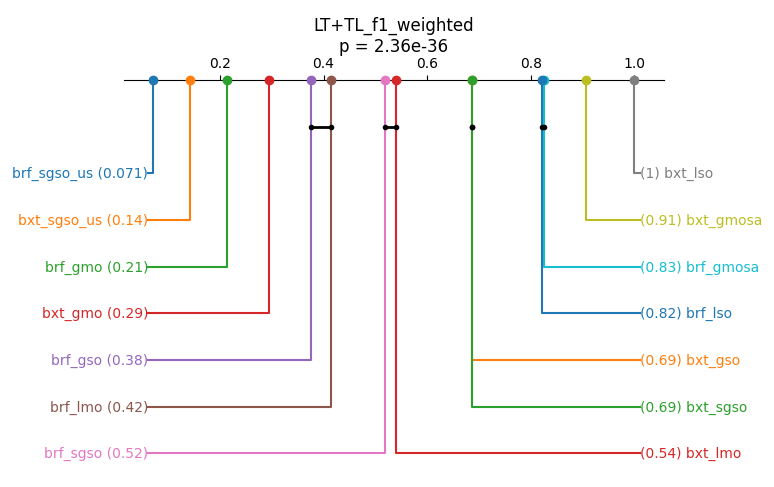 LT+TL_f1_weighted
p = 2.36e-36
0.2 0.4 0.6 0.8 1.0
brf_sgso_us (0.071) (1) bxt_lso
bxt_sgso_us (0.14) (0.91) bxt_gmosa
brf_gmo (0.21) (0.83) brf_gmosa
bxt_gmo (0.29) (0.82) brf_lso
brf_gso (0.38) (0.69) bxt_gso
brf_lmo (0.42) (0.69) bxt_sgso
brf_sgso (0.52) (0.54) bxt_lmo